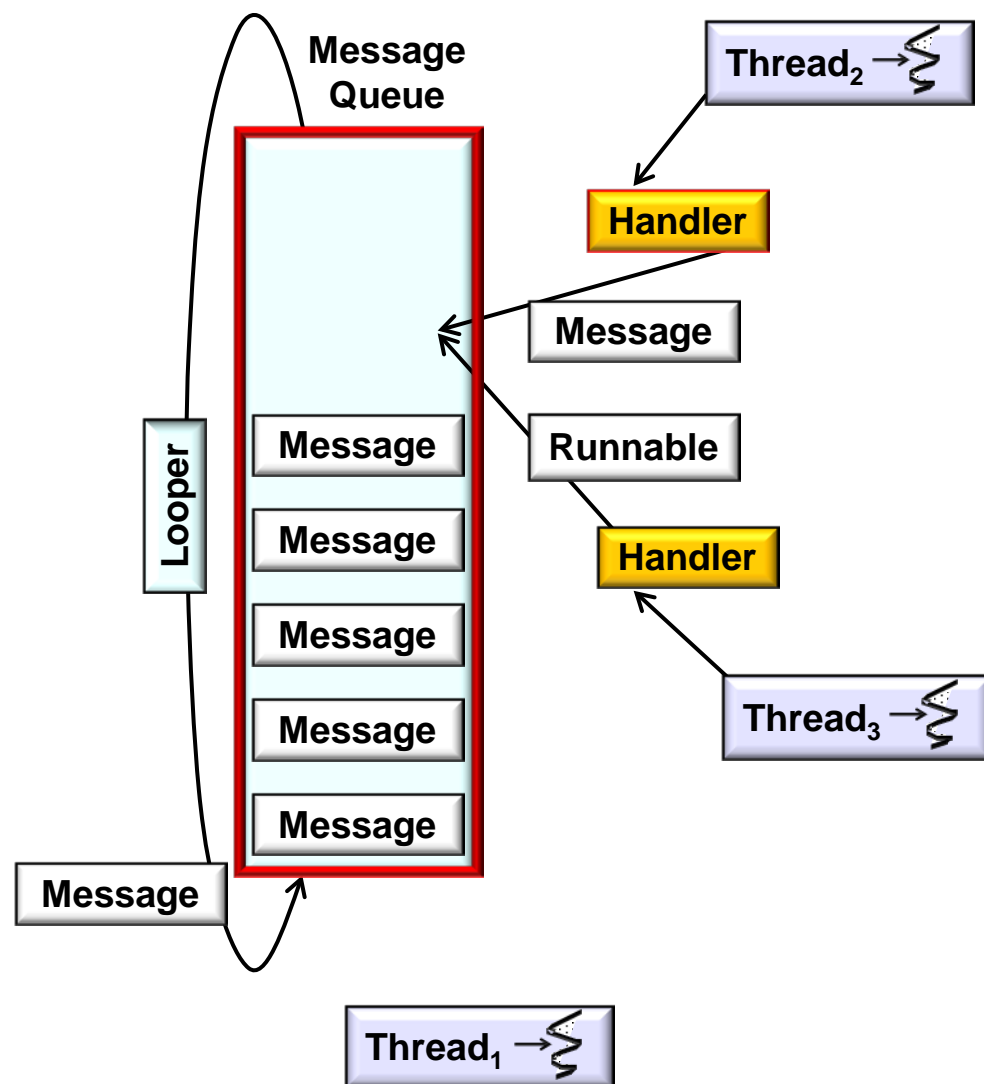 Message
Queue
Thread₂
Handler
Message
Message
Runnable
Looper
Message
Handler
Message
Message
Thread₃
Message
Message
Thread₁